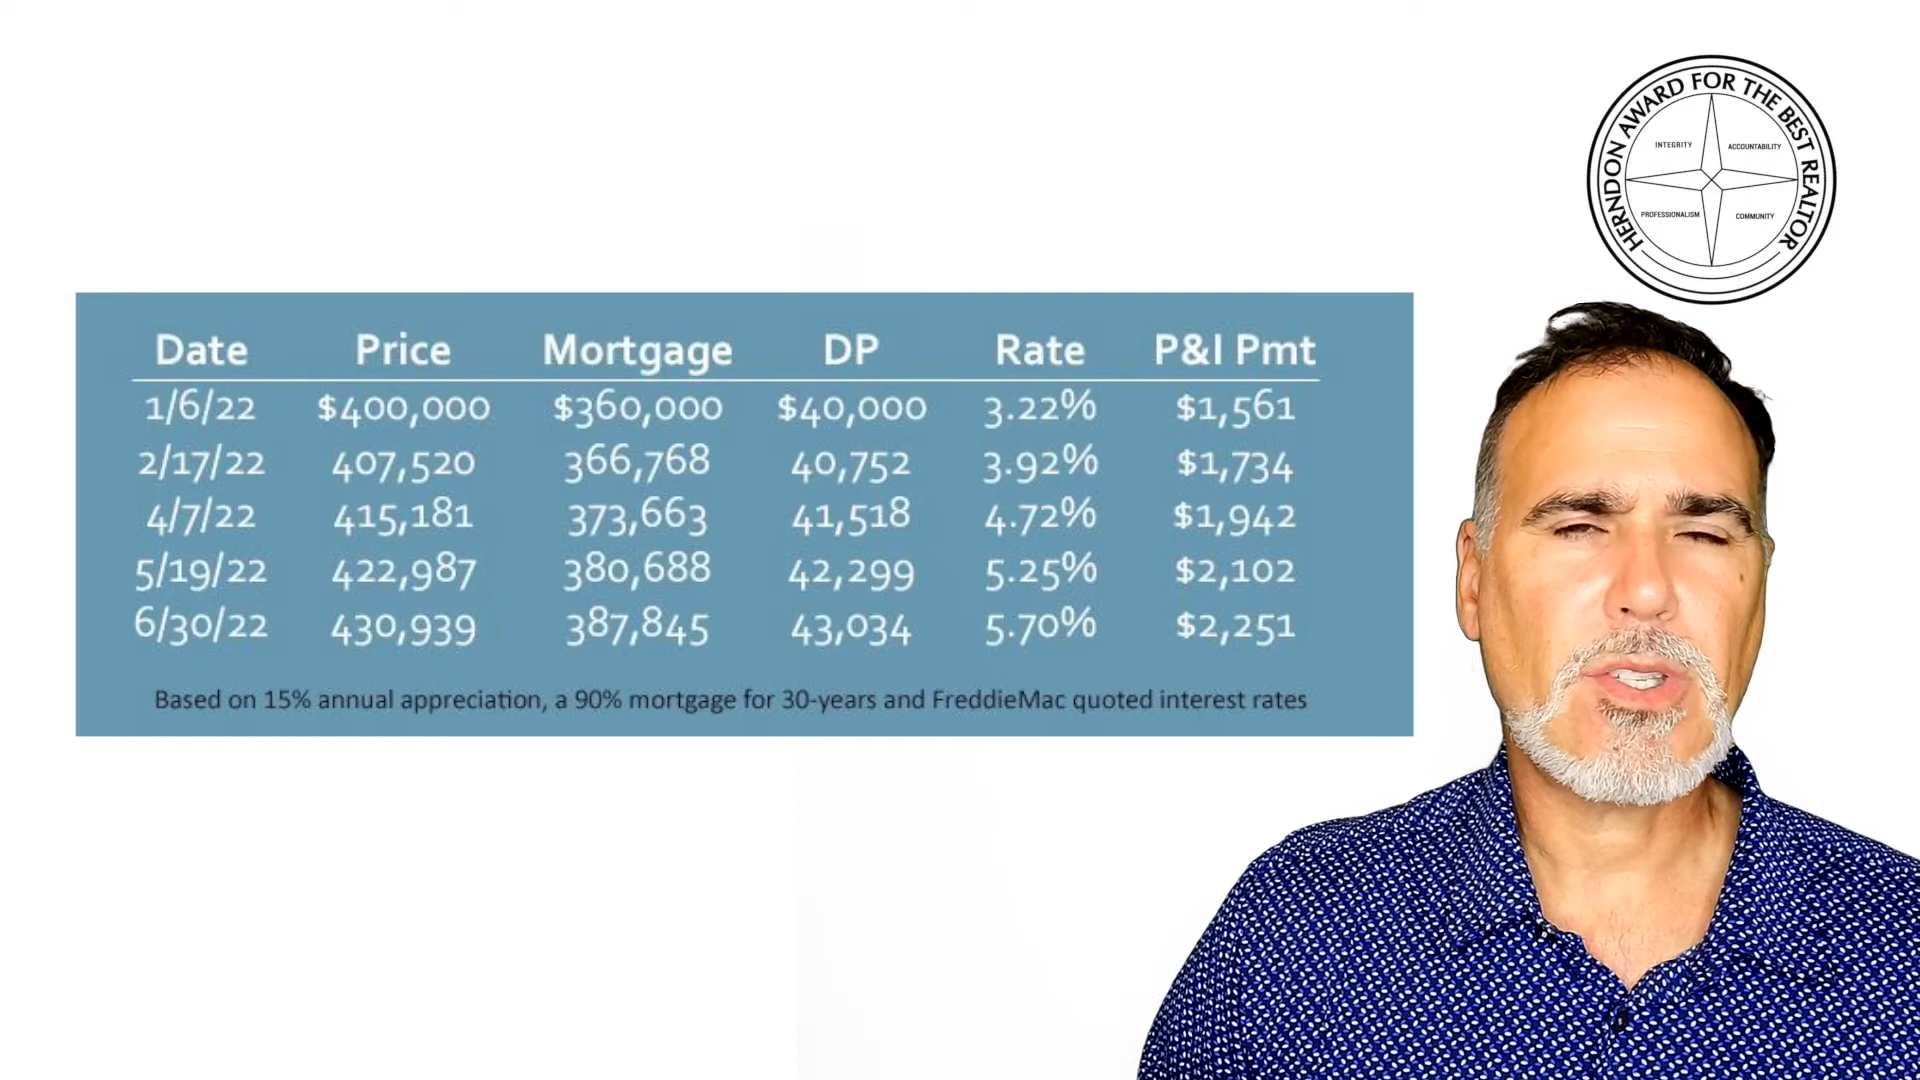 HERNDON AWARD FOR THE BEST REALTOR
INTEGRITY ACCOUNTABILITY
PROFESSIONALISM COMMUNITY
Date Price Mortgage DP Rate P&I Pmt
1/6/22 $400,000 $360,000 $40,000 3.22% $1,561
2/17/22 407,520 366,768 40,752 3.92% $1,734
4/7/22 415,181 373,663 41,518 4.72% $1,942
5/19/22 422,987 380,688 42,299 5.25% $2,102
6/30/22 430,939 387,845 43,034 5.70% $2,251
Based on 15% annual appreciation, a 90% mortgage for 30-years and FreddieMac quoted interest rates